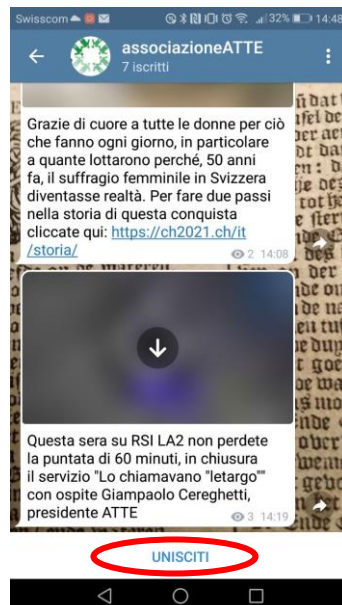 Swisscom 32% 14:48
associazioneATTE
7 iscritti
Grazie di cuore a tutte le donne per ciò
che fanno ogni giorno, in particolare
a quante lottarono perché, 50 anni
fa, il suffragio femminile in Svizzera
diventasse realtà. Per fare due passi
nella storia di questa conquista
cliccate qui: https://ch2021.ch/it
/storia/
2 14:08
Questa sera su RSI LA2 non perdete
la puntata di 60 minuti, in chiusura
il servizio "Lo chiamavano "letargo""
con ospite Giampaolo Cereghetti,
presidente ATTE
3 14:19
UNISCITI